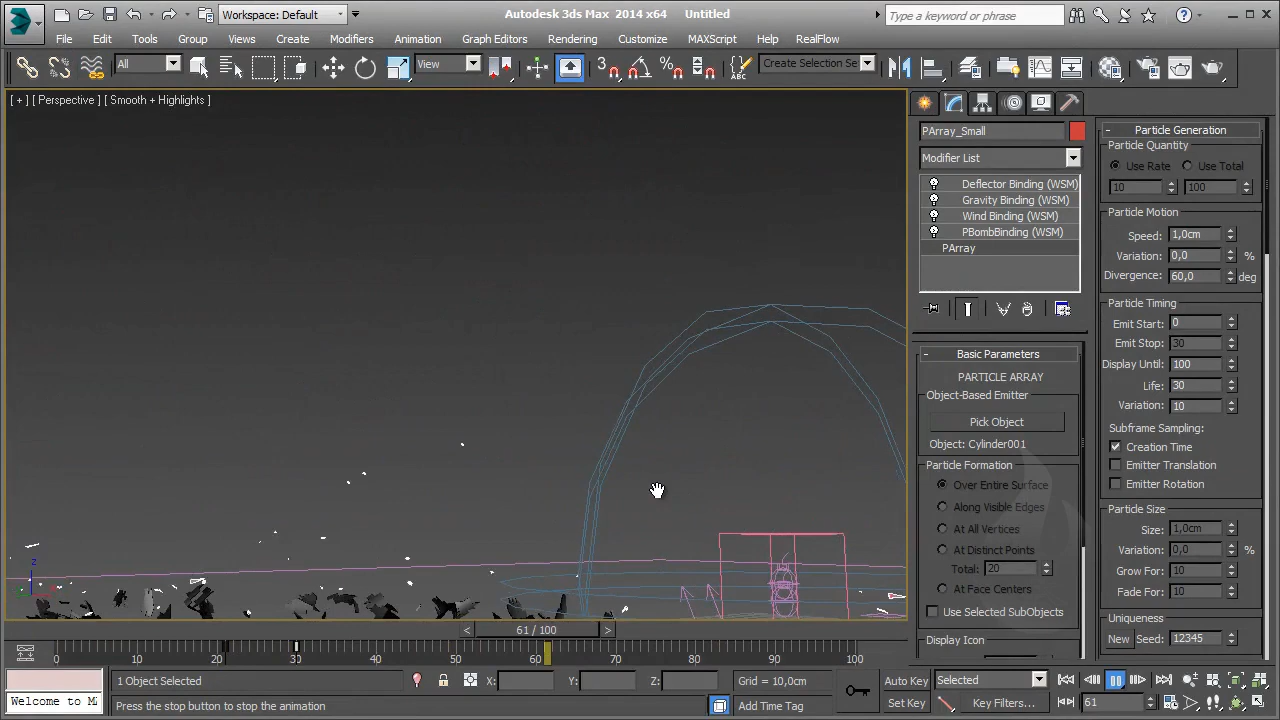 Workspace: Default
Autodesk 3ds Max 2014 x64 Untitled
Type a keyword or phrase
File Edit Tools Group Views Create Modifiers Animation Graph Editors Rendering Customize MAXScript Help RealFlow
All
View
3
Create Selection Se
[ + ] [ Perspective ] [ Smooth + Highlights ]
PArray_Small
Modifier List
Deflector Binding (WSM)
Gravity Binding (WSM)
Wind Binding (WSM)
PBombBinding (WSM)
PArray
- Basic Parameters
PARTICLE ARRAY
Object-Based Emitter
Pick Object
Object: Cylinder001
Particle Formation
Over Entire Surface
Along Visible Edges
At All Vertices
At Distinct Points
Total: 20
At Face Centers
Use Selected SubObjects
Display Icon
- Particle Generation
Particle Quantity
Use Rate Use Total
10 100
Particle Motion
Speed: 1,0cm
Variation: 0,0 %
Divergence: 60,0 deg
Particle Timing
Emit Start: 0
Emit Stop: 30
Display Until: 100
Life: 30
Variation: 10
Subframe Sampling:
Creation Time
Emitter Translation
Emitter Rotation
Particle Size
Size: 1,0cm
Variation: 0,0 %
Grow For: 10
Fade For: 10
Uniqueness
New Seed: 12345
z
< 61 / 100 >
0 10 20 30 40 50 60 70 80 90 100
1 Object Selected
X: Y: Z:
Grid = 10,0cm
Auto Key Selected
Welcome to M
Press the stop button to stop the animation
Add Time Tag
Set Key Key Filters... 61